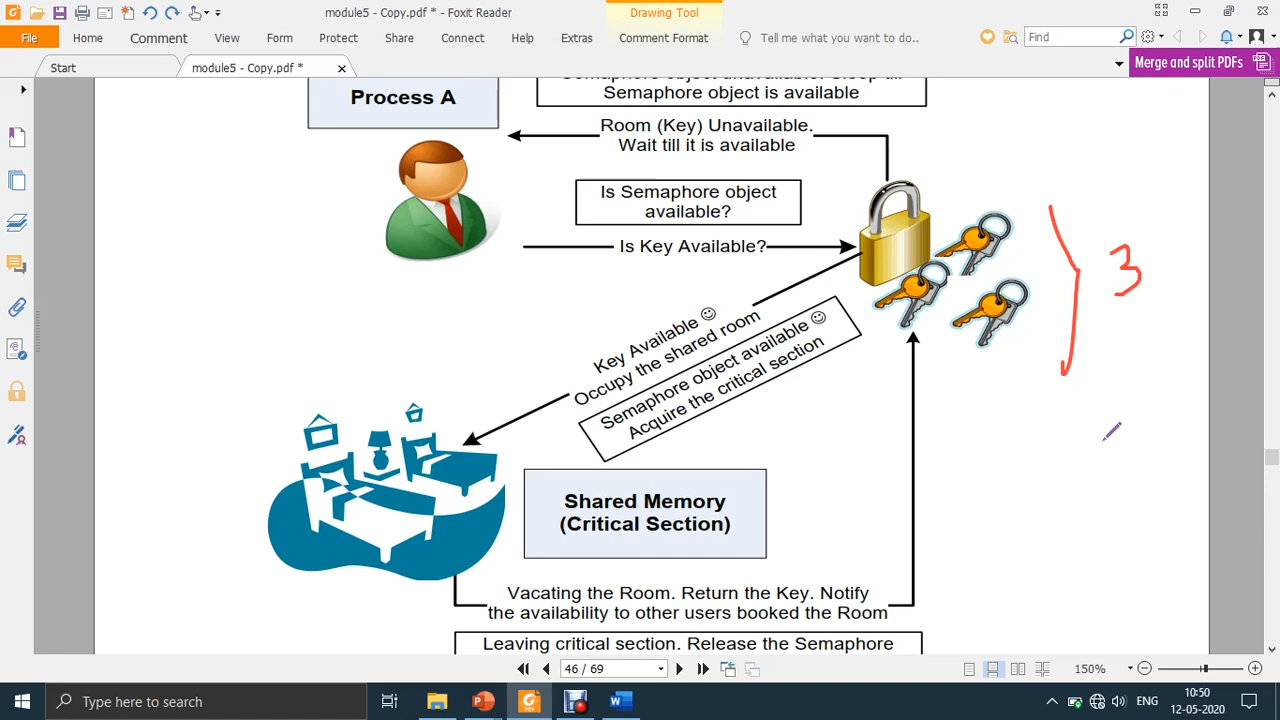 module5 - Copy.pdf * - Foxit Reader
Drawing Tool
File Home Comment View Form Protect Share Connect Help Extras Comment Format Tell me what you want to do.. Find
Start module5 - Copy.pdf * Merge and split PDFs
Semaphore object unavailable. Sleep till
Semaphore object is available
Process A
Room (Key) Unavailable.
Wait till it is available
Is Semaphore object
available?
Is Key Available?
3
Key Available ☺
Occupy the shared room
Semaphore object available ☺
Acquire the critical section
Shared Memory
(Critical Section)
Vacating the Room. Return the Key. Notify
the availability to other users booked the Room
Leaving critical section. Release the Semaphore
46 / 69 150%
Type here to search ENG 10:50
12-05-2020